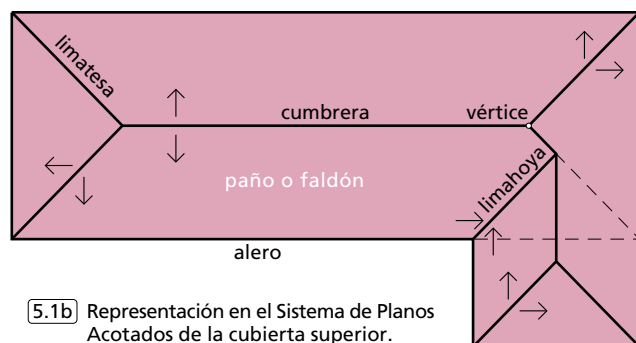 limatesa
cumbrera
vértice
limahoya
paño o faldón
alero
5.1b Representación en el Sistema de Planos
Acotados de la cubierta superior.